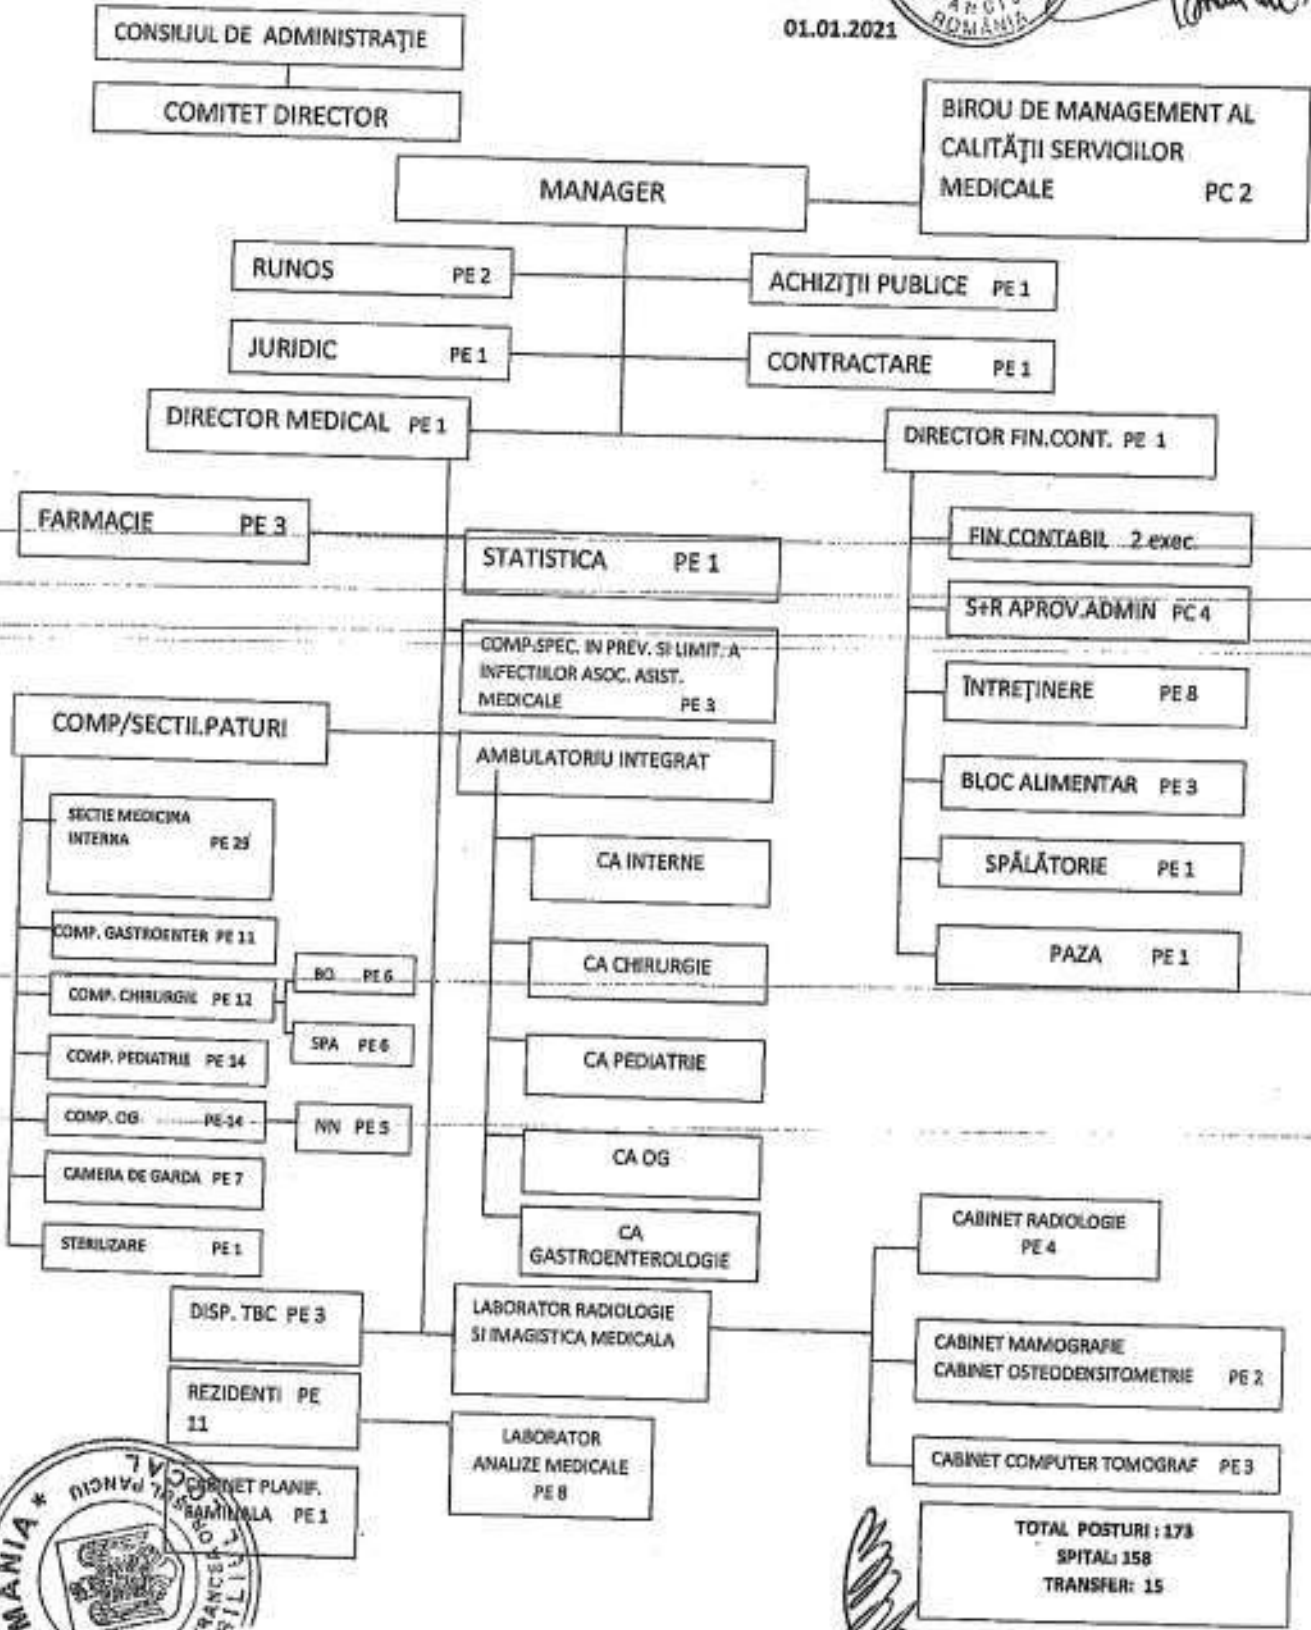 01.01.2021
ROMÂNIA
CONSILIUL DE ADMINISTRAŢIE
COMITET DIRECTOR
BIROU DE MANAGEMENT AL
CALITĂŢII SERVICIILOR
MEDICALE PC 2
MANAGER
RUNOS PE 2
ACHIZIŢII PUBLICE PE 1
JURIDIC PE 1
CONTRACTARE PE 1
DIRECTOR MEDICAL PE 1
DIRECTOR FIN.CONT. PE 1
FARMACIE PE 3
STATISTICA PE 1
FIN.CONTABIL 2 exec.
S+R APROV.ADMIN PC 4
COMP.SPEC. IN PREV. SI LIMIT. A
INFECTIILOR ASOC. ASIST.
MEDICALE PE 3
ÎNTREŢINERE PE 8
COMP/SECTII.PATURI
AMBULATORIU INTEGRAT
BLOC ALIMENTAR PE 3
SECTIE MEDICINA
INTERNA PE 29
CA INTERNE
SPĂLĂTORIE PE 1
COMP. GASTROENTER PE 11
CA CHIRURGIE
PAZA PE 1
BO PE 6
COMP. CHIRURGIE PE 12
SPA PE 6
COMP. PEDIATRIE PE 14
CA PEDIATRIE
COMP. OG PE 14
NN PE 5
CA OG
CAMERA DE GARDA PE 7
CA
GASTROENTEROLOGIE
STERILIZARE PE 1
CABINET RADIOLOGIE
PE 4
DISP. TBC PE 3
LABORATOR RADIOLOGIE
SI IMAGISTICA MEDICALA
CABINET MAMOGRAFIE
CABINET OSTEODENSITOMETRIE PE 2
REZIDENTI PE
11
LABORATOR
ANALIZE MEDICALE
PE 8
CABINET COMPUTER TOMOGRAF PE 3
CABINET PLANIF.
FAMILIALA PE 1
TOTAL POSTURI : 173
SPITAL: 158
TRANSFER: 15